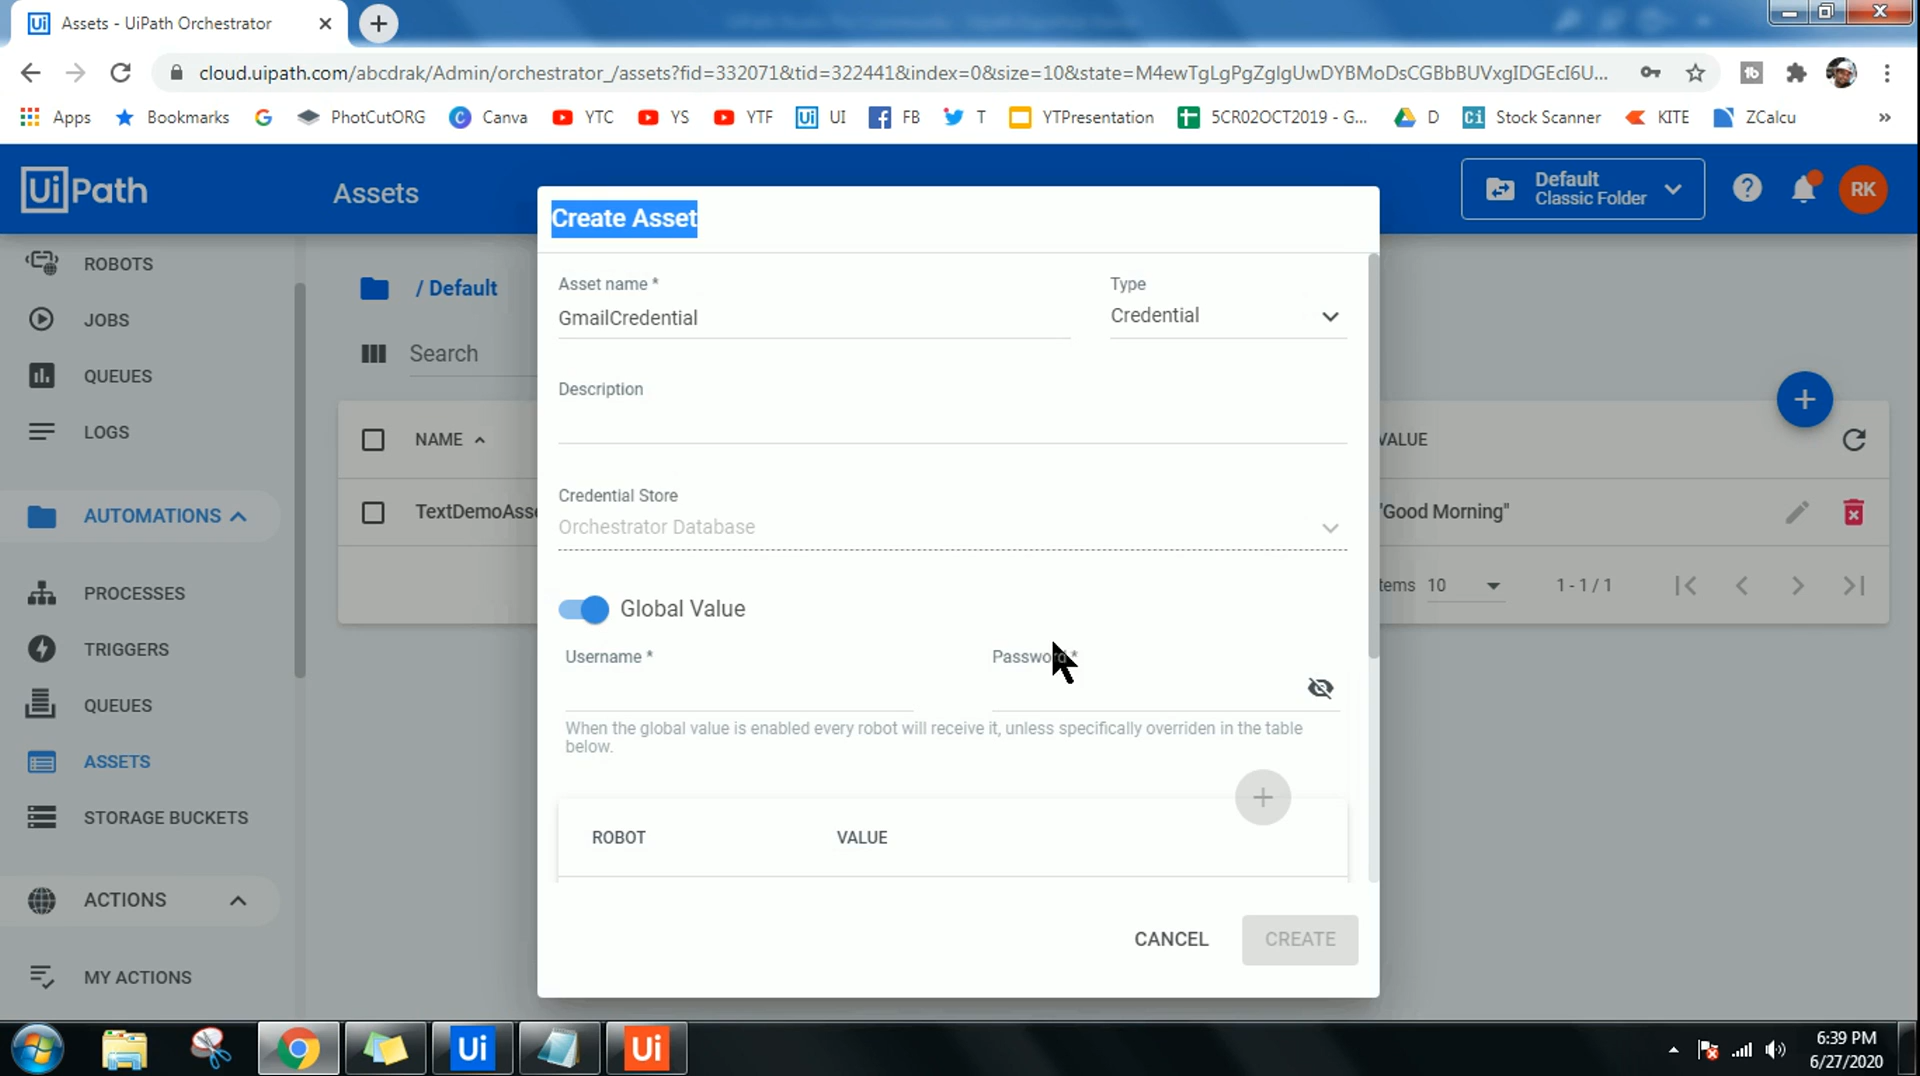 Assets - UiPath Orchestrator
cloud.uipath.com/abcdrak/Admin/orchestrator_/assets?fid=332071&tid=322441&index=0&size=10&state=M4ewTgLgPgZglgUwDYBMoDsCGBbBUVxgIDGEcI6U...
Apps
Bookmarks
PhotCutORG
Canva
YTC
YS
YTF
UI
FB
T
YTPresentation
5CR02OCT2019 - G...
D
Stock Scanner
KITE
ZCalcu
»
UiPath
Assets
Default
Classic Folder
RK
ROBOTS
JOBS
QUEUES
LOGS
AUTOMATIONS
PROCESSES
TRIGGERS
QUEUES
ASSETS
STORAGE BUCKETS
ACTIONS
MY ACTIONS
/ Default
Search
NAME
VALUE
TextDemoAsse
"Good Morning"
tems 10
1 - 1 / 1
Create Asset
Asset name *
GmailCredential
Type
Credential
Description
Credential Store
Orchestrator Database
Global Value
Username *
Password *
When the global value is enabled every robot will receive it, unless specifically overriden in the table
below.
ROBOT
VALUE
CANCEL
CREATE
6:39 PM
6/27/2020